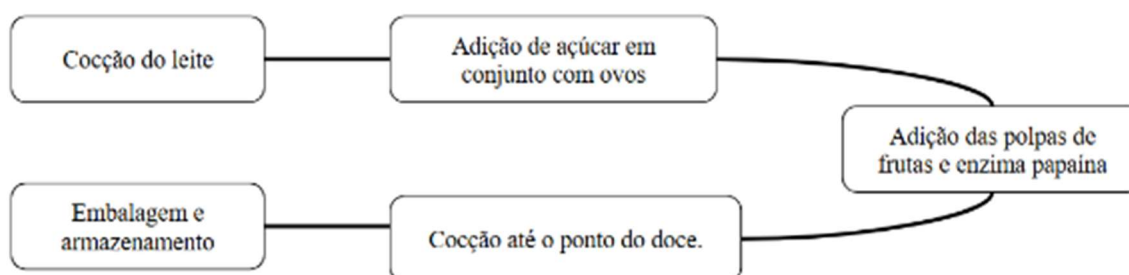 Cocção do leite
Adição de açúcar em
conjunto com ovos
Adição das polpas de
frutas e enzima papaina
Cocção até o ponto do doce.
Embalagem e
armazenamento